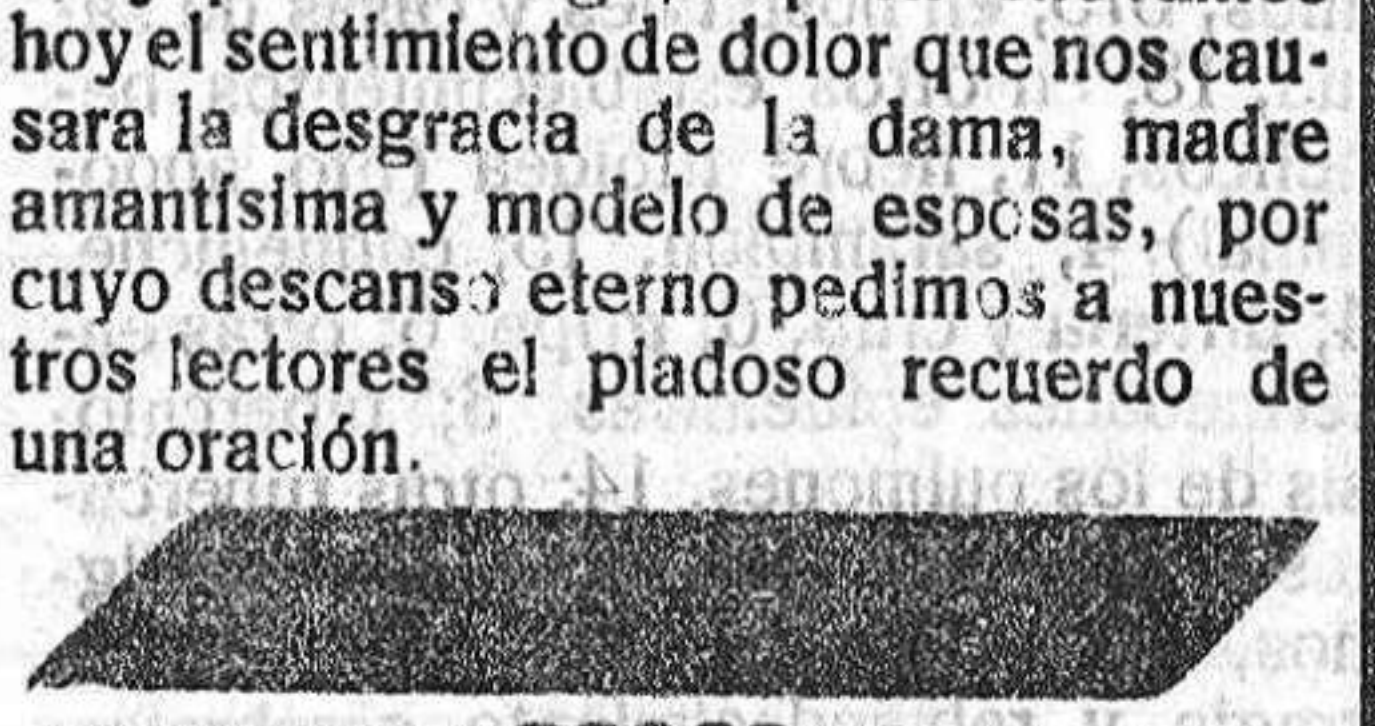 hoy el sentimiento de dolor que nos cau-
sara la desgracia de la dama, madre
amantísima y modelo de esposas, por
cuyo descanso eterno pedimos a nues-
tros lectores el piadoso recuerdo de
una oración.